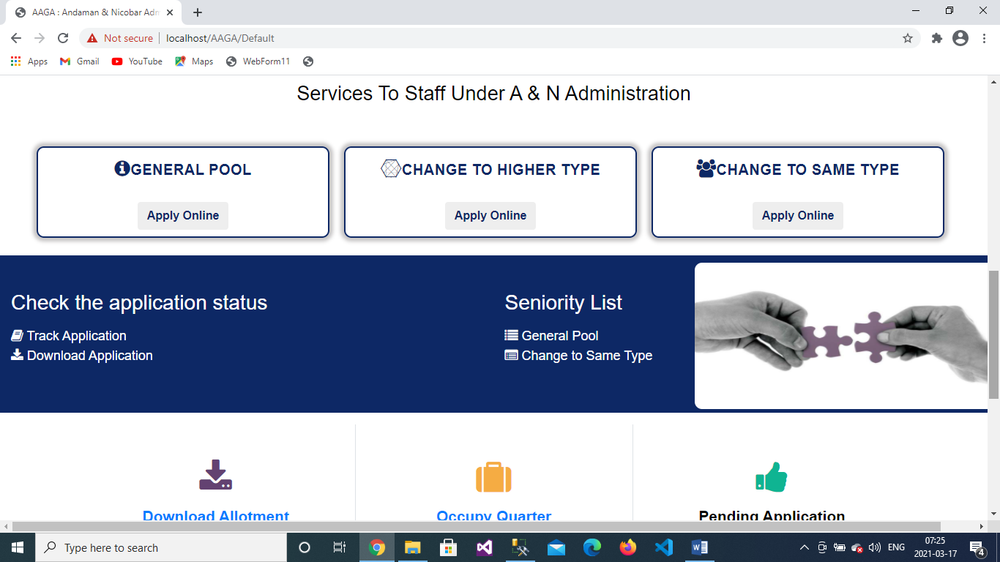 AAGA : Andaman & Nicobar Adm
Not secure
localhost/AAGA/Default
Apps
Gmail
YouTube
Maps
WebForm11
Services To Staff Under A & N Administration
GENERAL POOL
CHANGE TO HIGHER TYPE
CHANGE TO SAME TYPE
Apply Online
Apply Online
Apply Online
Check the application status
Track Application
Download Application
Seniority List
General Pool
Change to Same Type
Download Allotment
Occupy Quarter
Pending Application
Type here to search
ENG
07:25
2021-03-17
4